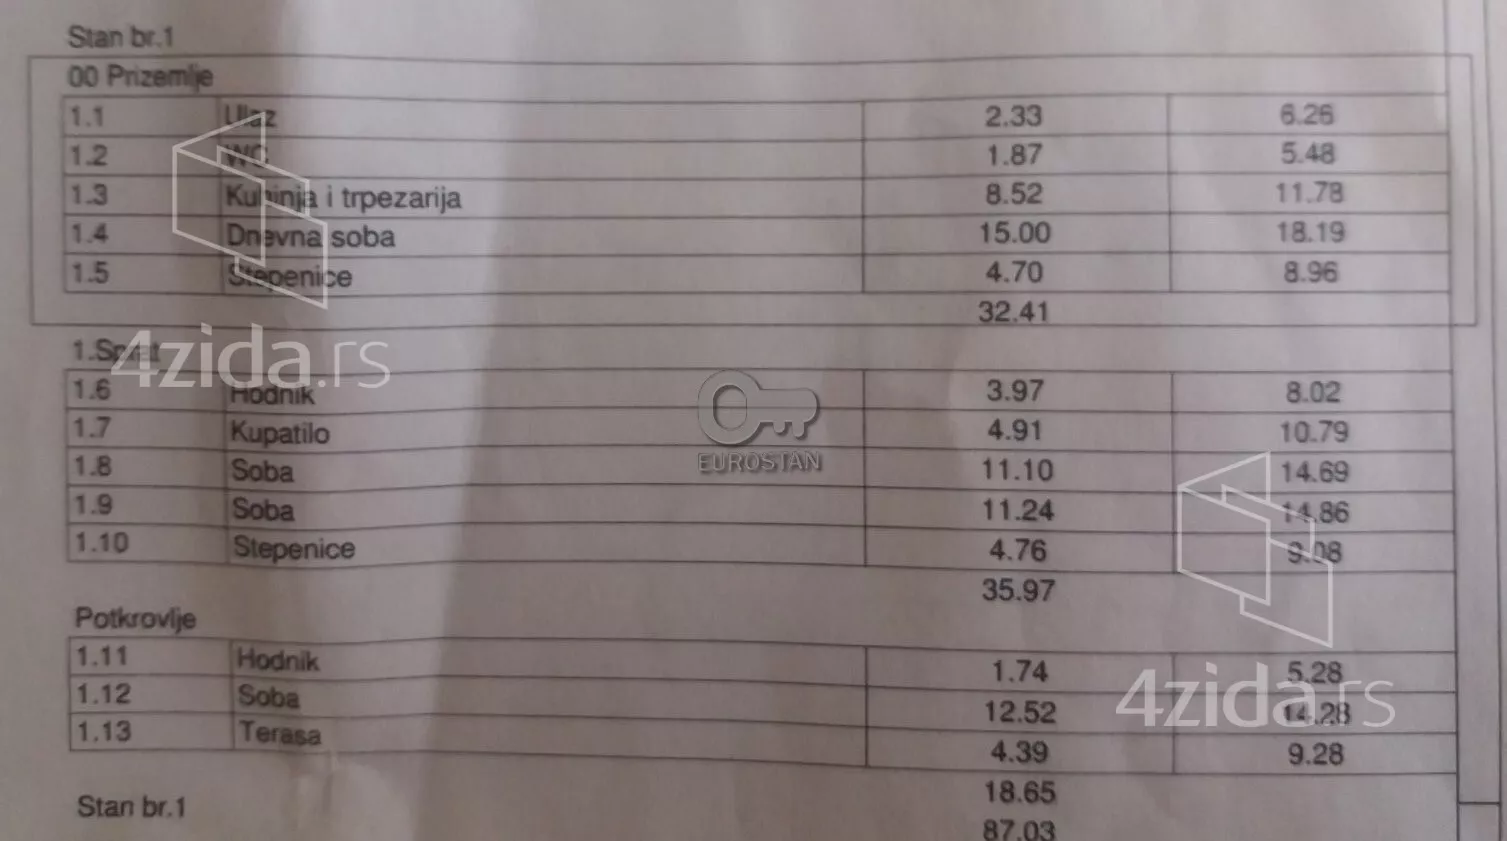 Stan br.1
00 Prizemlje
1.1 Ulaz 2.33 6.26
1.2 WC 1.87 5.48
1.3 Kuhinja i trpezarija 8.52 11.78
1.4 Dnevna soba 15.00 18.19
1.5 Stepenice 4.70 8.96
32.41
1.Sprat
4zida.rs
1.6 Hodnik 3.97 8.02
1.7 Kupatilo 4.91 10.79
EUROSTAN
1.8 Soba 11.10 14.69
1.9 Soba 11.24 14.86
1.10 Stepenice 4.76 9.08
35.97
Potkrovlje
1.11 Hodnik 1.74 5.28
1.12 Soba 12.52 14.28
4zida.rs
1.13 Terasa 4.39 9.28
18.65
Stan br.1 87.03